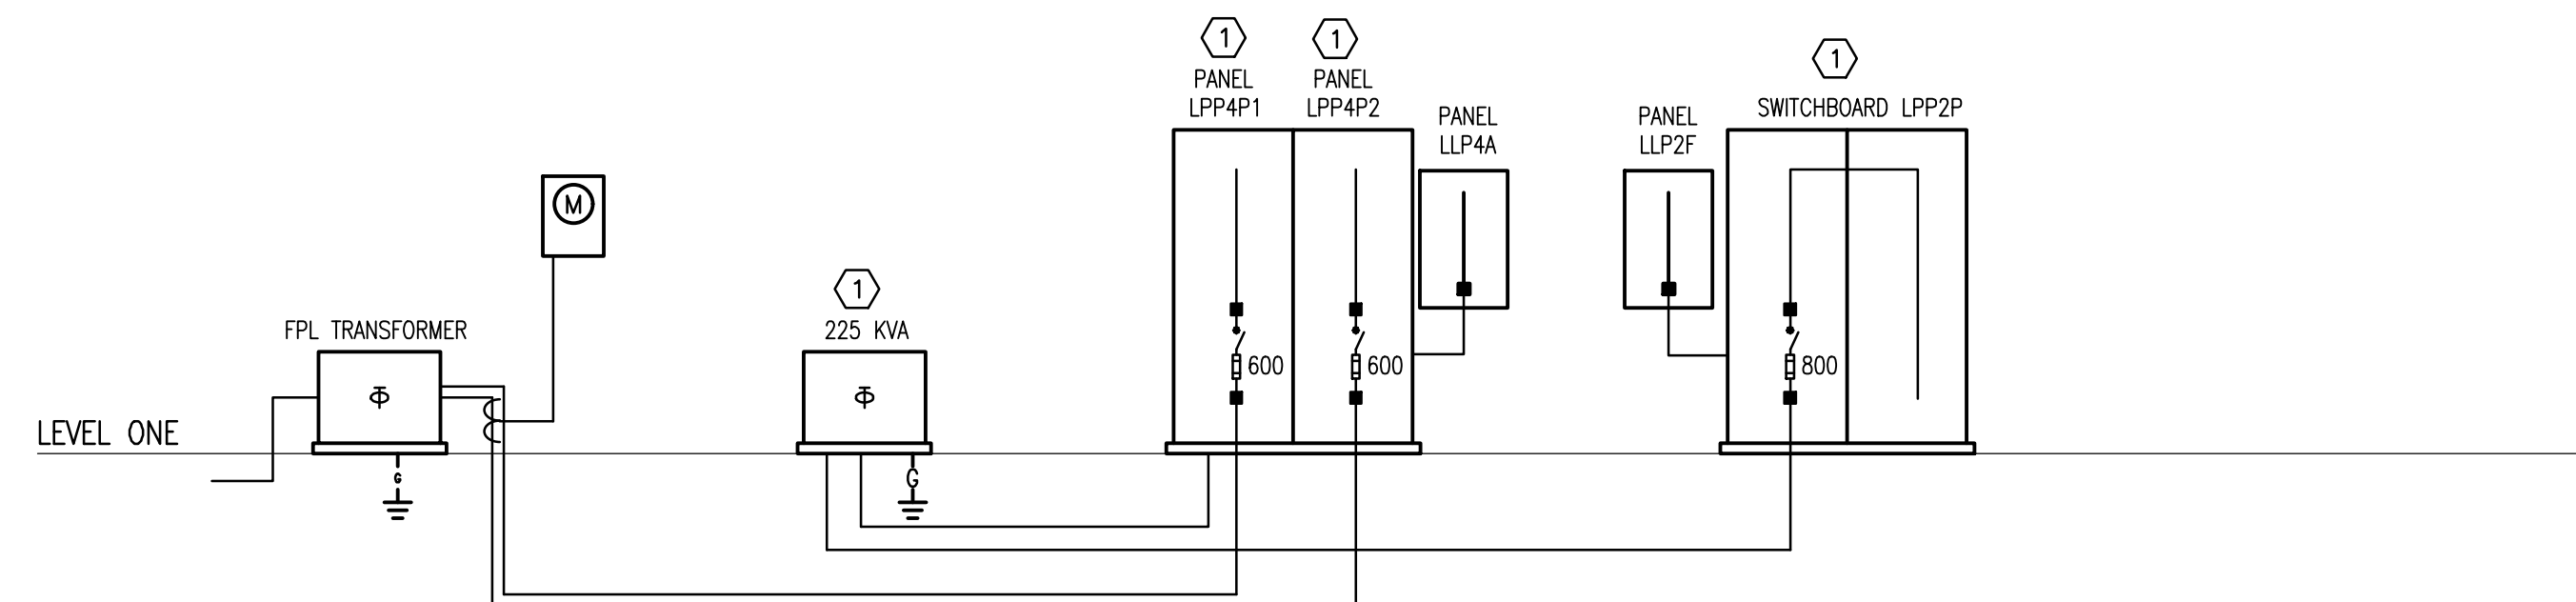 1
1
1
PANEL
LPP4P1
PANEL
LPP4P2
PANEL
LLP4A
PANEL
LLP2F
SWITCHBOARD LPP2P
M
1
225 KVA
FPL TRANSFORMER
600
600
800
LEVEL ONE
G
G